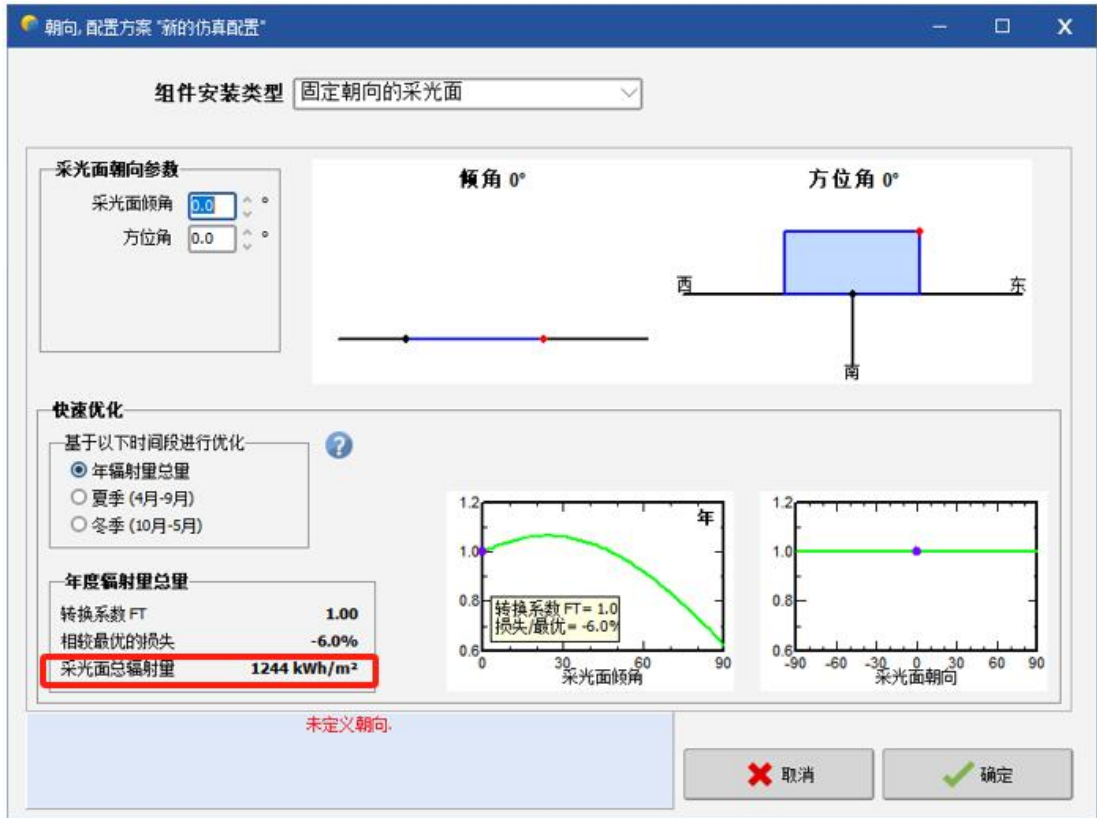 朝向, 配置方案 "新的仿真配置"
组件安装类型 固定朝向的采光面
采光面朝向参数
采光面倾角 0.0 °
方位角 0.0 °
倾角 0°
方位角 0°
西 东
南
快速优化
基于以下时间段进行优化
年辐射量总量
夏季 (4月-9月)
冬季 (10月-5月)
?
年度辐射量总量
转换系数 FT 1.00
相较最优的损失 -6.0%
采光面总辐射量 1244 kWh/m²
年
1.2
1.0
0.8
0.6
转换系数 FT= 1.0
损失/最优= -6.0%
0 30 60 90
采光面倾角
1.2
1.0
0.8
0.6
-90 -60 -30 0 30 60 90
采光面朝向
未定义朝向.
取消
确定